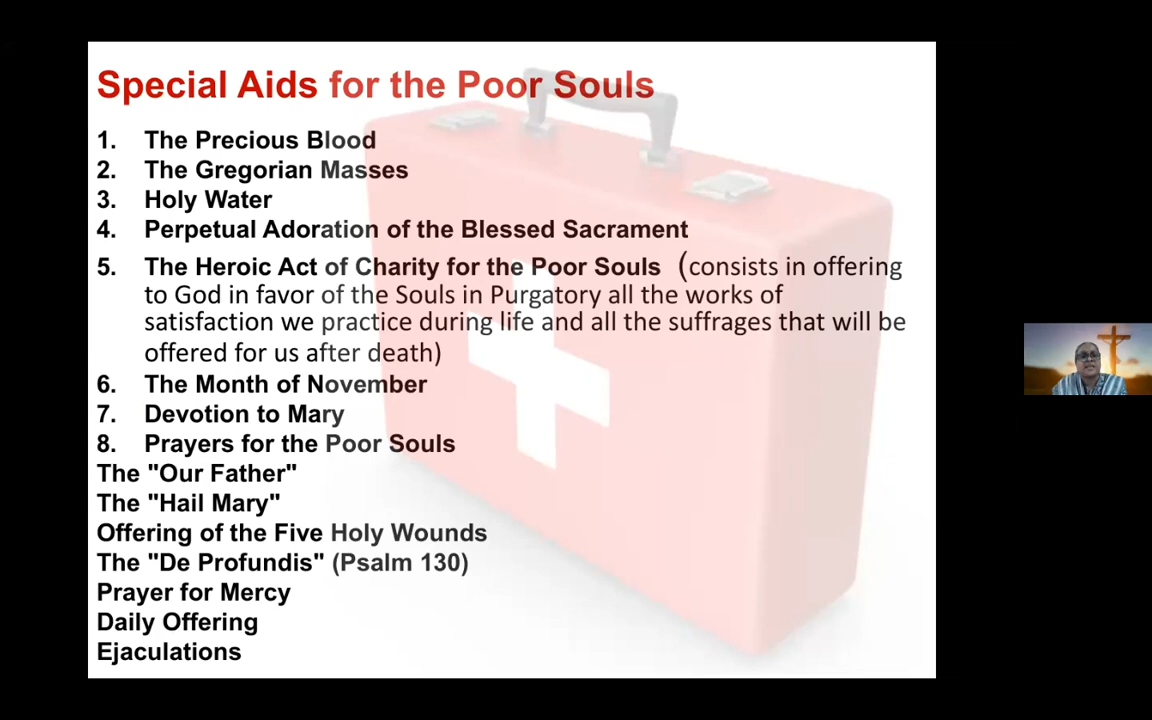 Special Aids for the Poor Souls
1. The Precious Blood
2. The Gregorian Masses
3. Holy Water
4. Perpetual Adoration of the Blessed Sacrament
5. The Heroic Act of Charity for the Poor Souls (consists in offering
to God in favor of the Souls in Purgatory all the works of
satisfaction we practice during life and all the suffrages that will be
offered for us after death)
6. The Month of November
7. Devotion to Mary
8. Prayers for the Poor Souls
The "Our Father"
The "Hail Mary"
Offering of the Five Holy Wounds
The "De Profundis" (Psalm 130)
Prayer for Mercy
Daily Offering
Ejaculations